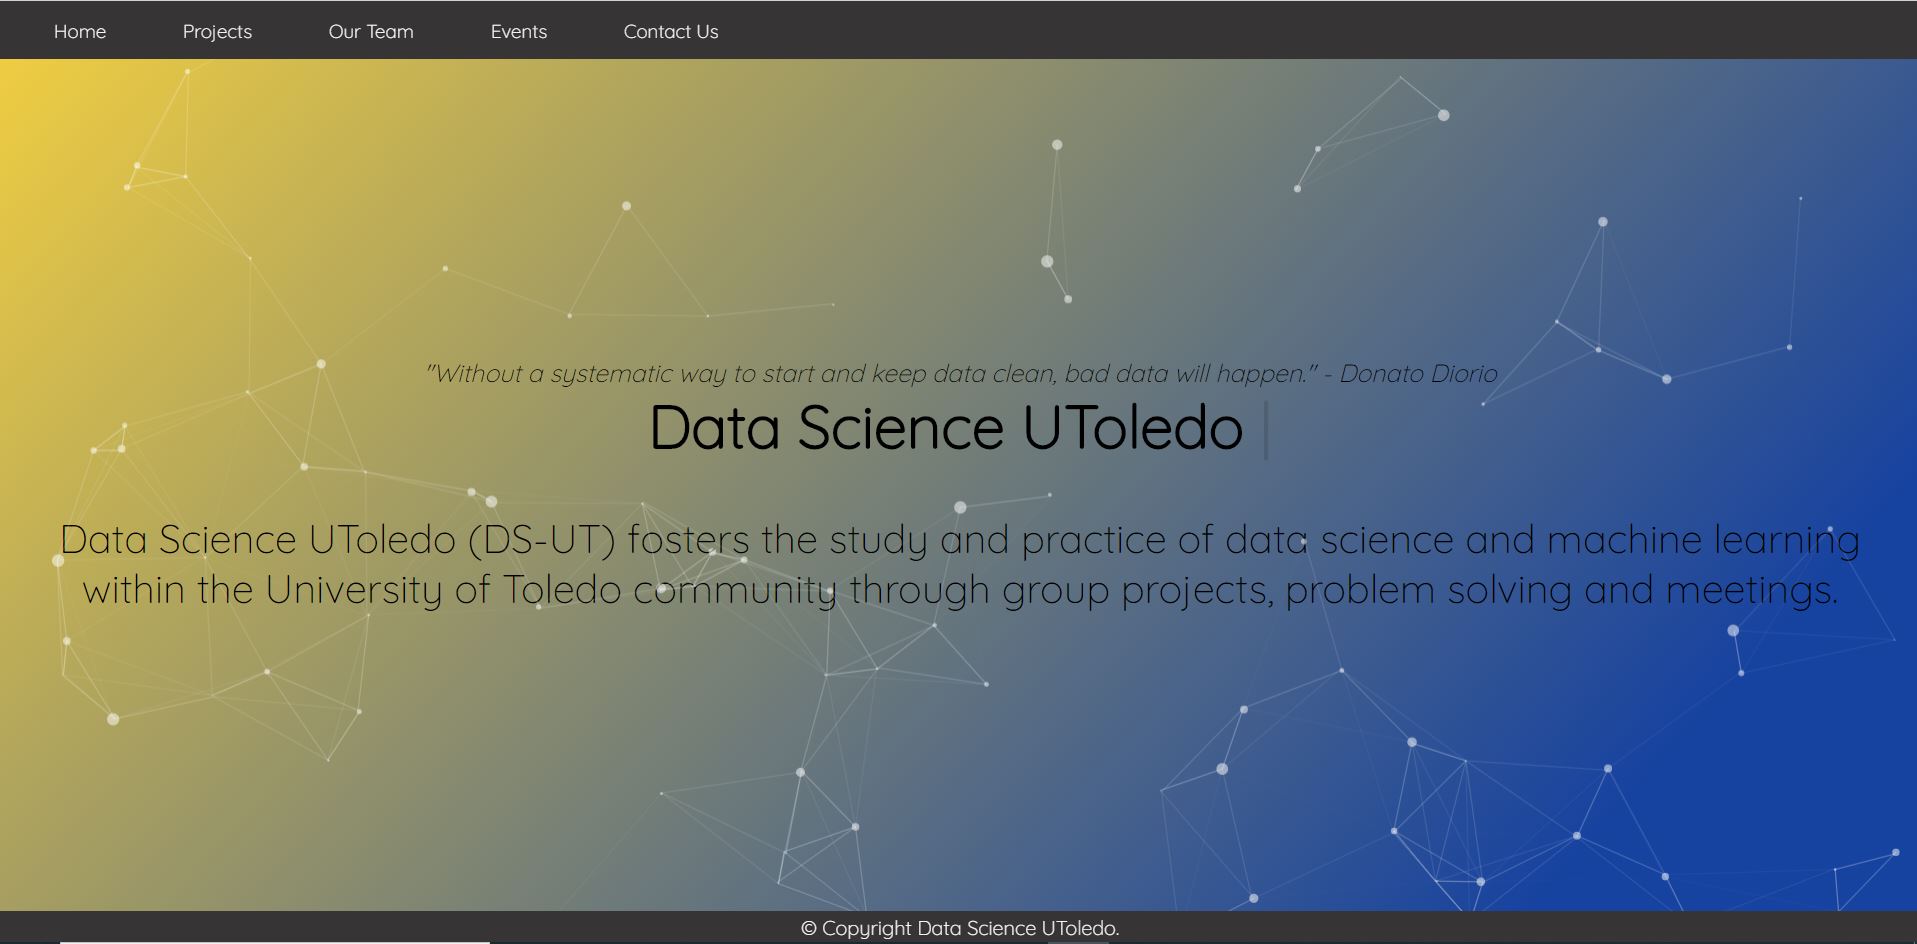 Home Projects Our Team Events Contact Us
"Without a systematic way to start and keep data clean, bad data will happen." - Donato Diorio
Data Science UToledo |
Data Science UToledo (DS-UT) fosters the study and practice of data science and machine learning
within the University of Toledo community through group projects, problem solving and meetings.
© Copyright Data Science UToledo.